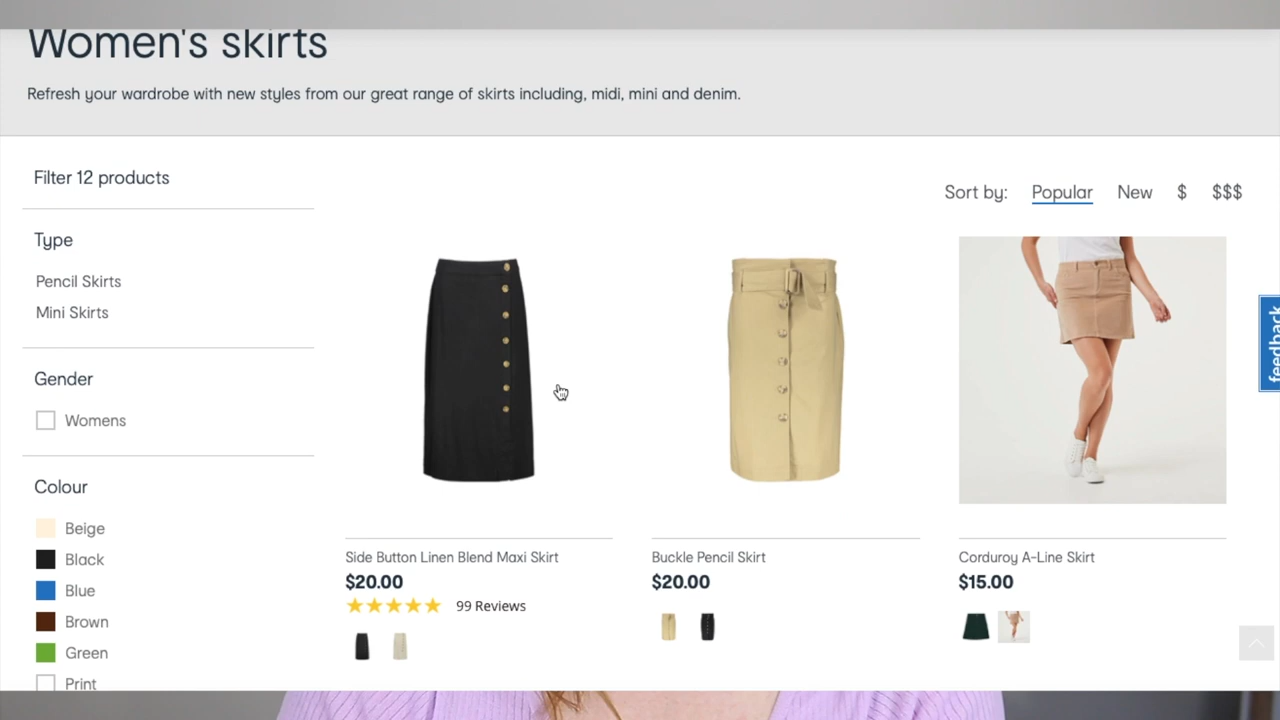 Women's skirts
Refresh your wardrobe with new styles from our great range of skirts including, midi, mini and denim.
Filter 12 products
Sort by: Popular New $ $$$
Type
Pencil Skirts
Mini Skirts
Gender
Womens
Colour
Beige
Black
Blue
Brown
Green
Print
Side Button Linen Blend Maxi Skirt
$20.00
99 Reviews
Buckle Pencil Skirt
$20.00
Corduroy A-Line Skirt
$15.00
feedback